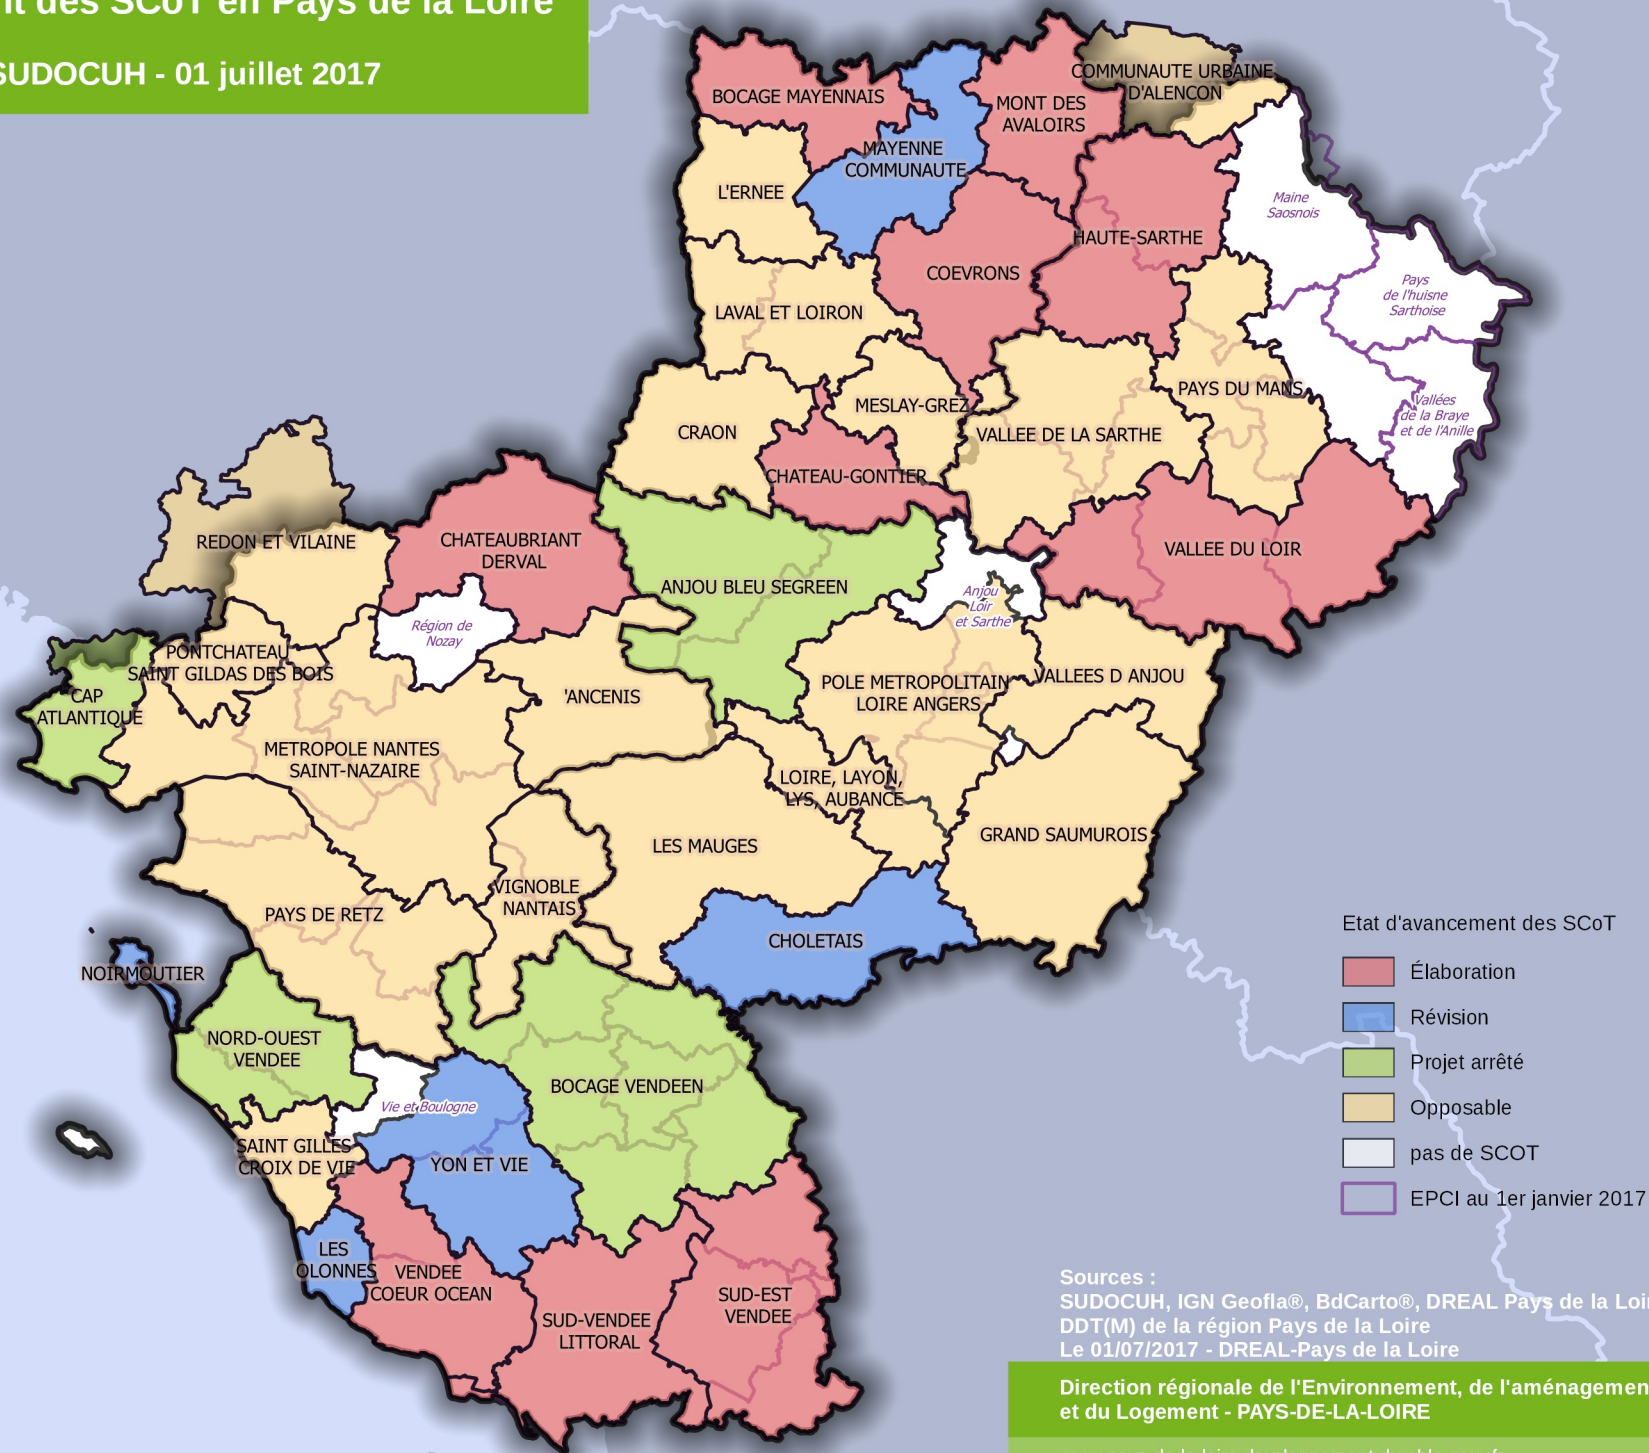 des SCoT en Pays de la Loire
SUDOCUH - 01 juillet 2017
COMMUNAUTE URBAINE
D'ALENCON
BOCAGE MAYENNAIS
MONT DES
AVALOIRS
MAYENNE
COMMUNAUTE
L'ERNEE
Maine
Saosnois
HAUTE-SARTHE
COEVRONS
Pays
de l'huisne
Sarthoise
LAVAL ET LOIRON
PAYS DU MANS
MESLAY-GREZ
Vallées
de la Braye
et de l'Anille
CRAON
VALLEE DE LA SARTHE
CHATEAU-GONTIER
REDON ET VILAINE
CHATEAUBRIANT
DERVAL
VALLEE DU LOIR
ANJOU BLEU SEGREEN
Anjou
Loir
et Sarthe
Région de
Nozay
PONTCHATEAU
SAINT GILDAS DES BOIS
CAP
ATLANTIQUE
'ANCENIS
POLE METROPOLITAIN
LOIRE ANGERS
VALLEES D ANJOU
METROPOLE NANTES
SAINT-NAZAIRE
LOIRE, LAYON,
LYS, AUBANCE
LES MAUGES
GRAND SAUMUROIS
VIGNOBLE
NANTAIS
PAYS DE RETZ
CHOLETAIS
NOIRMOUTIER
NORD-OUEST
VENDEE
BOCAGE VENDEEN
Vie et Boulogne
SAINT GILLES
CROIX DE VIE
YON ET VIE
LES
OLONNES
VENDEE
COEUR OCEAN
SUD-VENDEE
LITTORAL
SUD-EST
VENDEE
Etat d'avancement des SCoT
Élaboration
Révision
Projet arrêté
Opposable
pas de SCOT
EPCI au 1er janvier 2017
Sources :
SUDOCUH, IGN Geofla®, BdCarto®, DREAL Pays de la Loi
DDT(M) de la région Pays de la Loire
Le 01/07/2017 - DREAL-Pays de la Loire
Direction régionale de l'Environnement, de l'aménagemen
et du Logement - PAYS-DE-LA-LOIRE